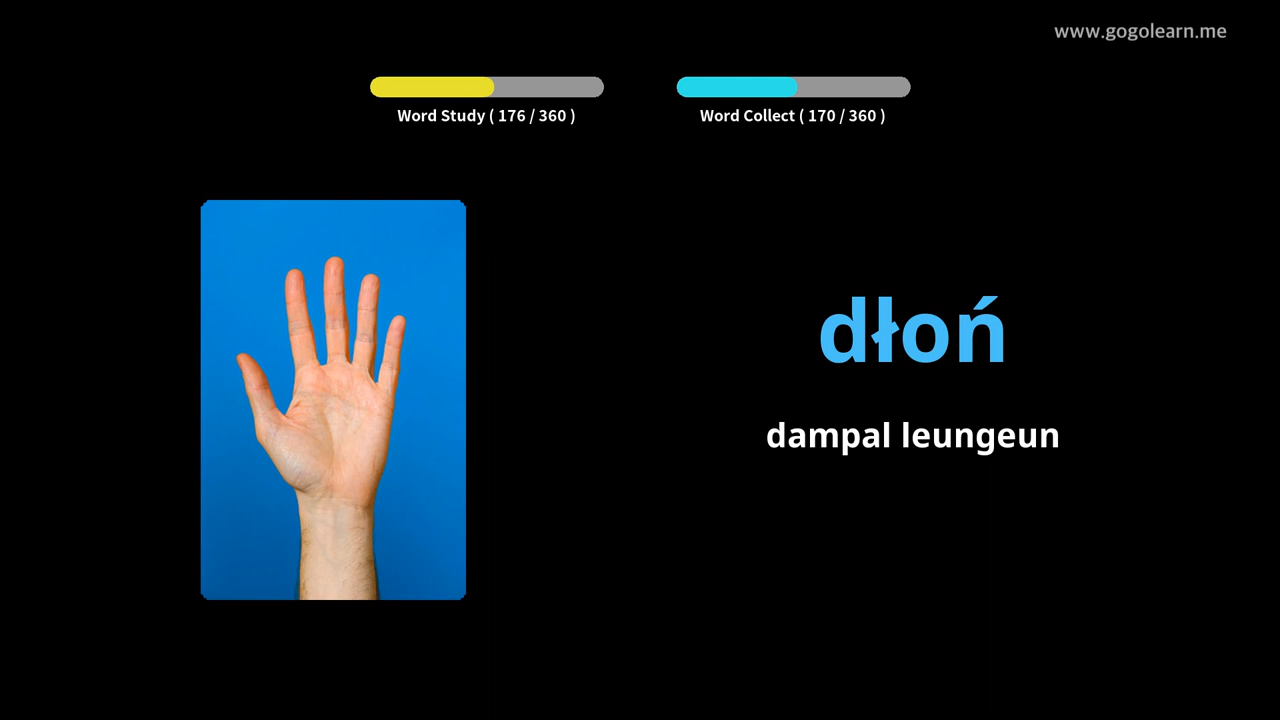 www.gogolearn.me
Word Study ( 176 / 360 )
Word Collect ( 170 / 360 )
dłoń
dampal leungeun